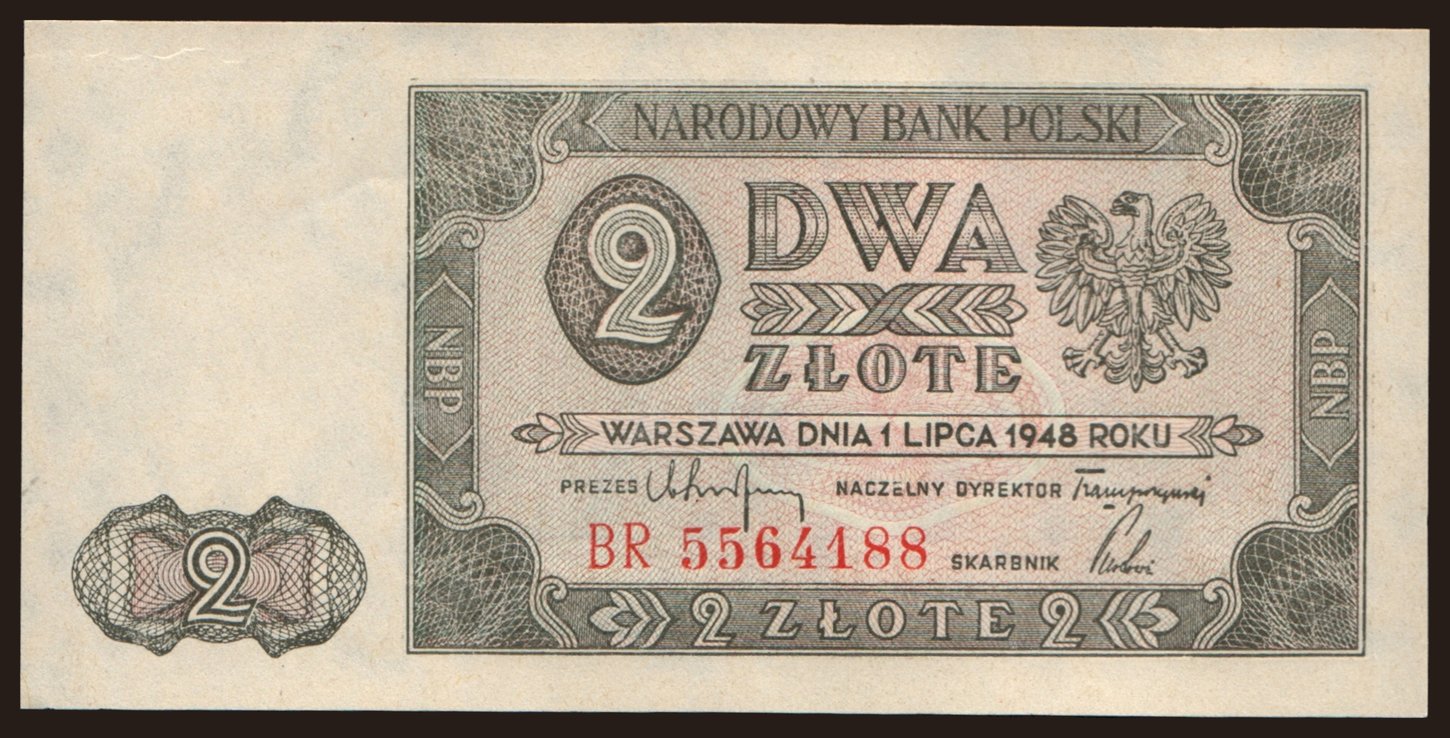 NARODOWY BANK POLSKI
2
DWA
ZŁOTE
NBP
NBP
WARSZAWA DNIA 1 LIPCA 1948 ROKU
PREZES NACZELNY DYREKTOR
BR 5564188 SKARBNIK
2
2 ZŁOTE 2